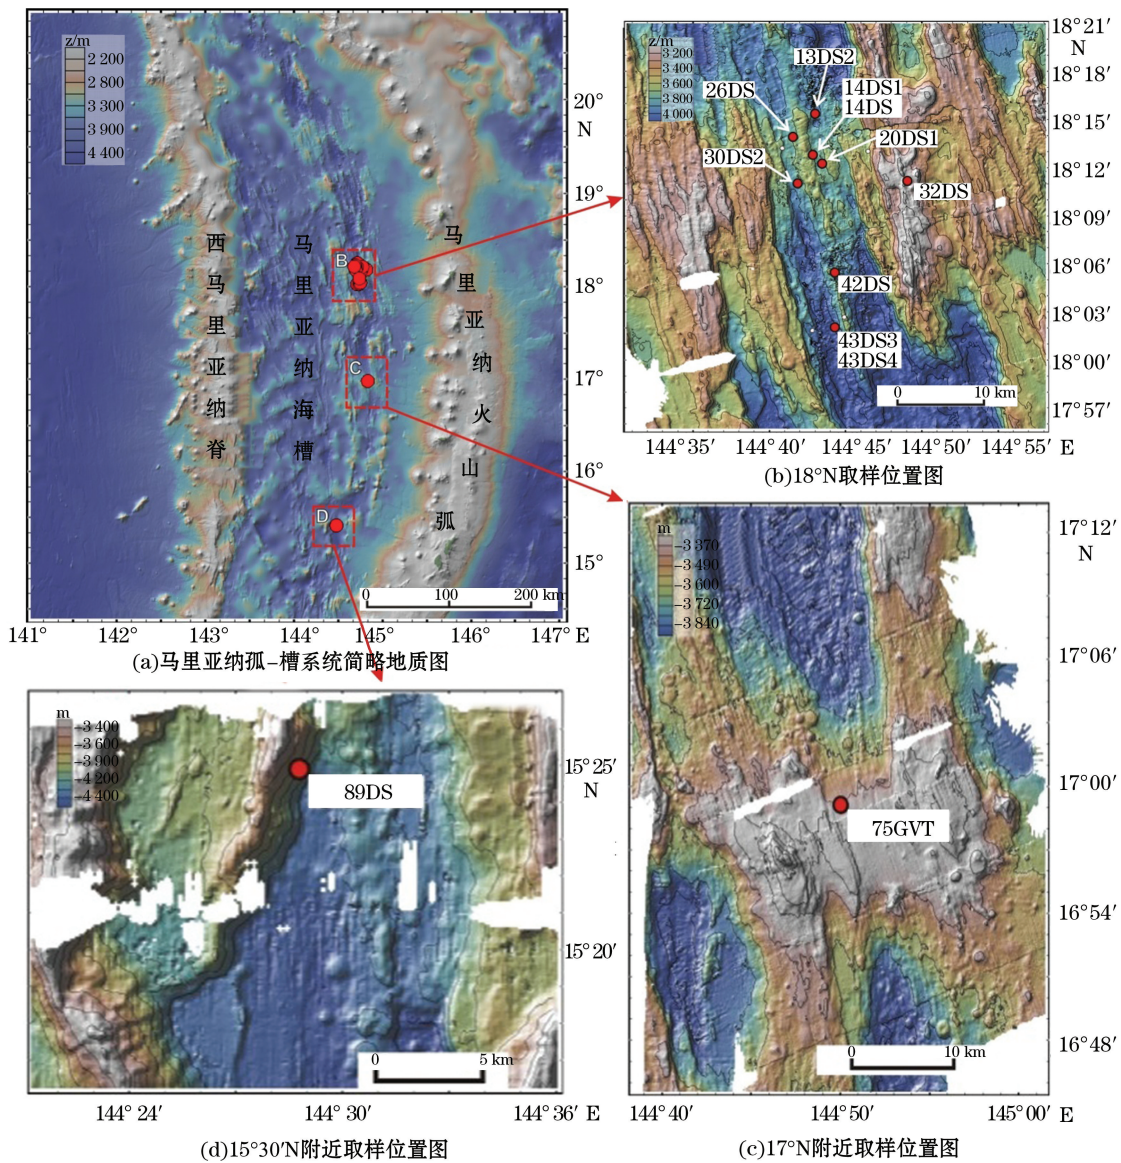 z/m
2 200
2 800
3 300
3 900
4 400
20°
N
19°
18°
17°
16°
15°
西马里亚纳脊
马里亚纳海槽
马里亚纳火山弧
B
C
D
0 100 200 km
141° 142° 143° 144° 145° 146° 147° E
(a)马里亚纳孤–槽系统简略地质图
z/m
3 200
3 400
3 600
3 800
4 000
13DS2
26DS
14DS1
14DS
20DS1
30DS2
32DS
42DS
43DS3
43DS4
0 10 km
18°21′
N
18°18′
18°15′
18°12′
18°09′
18°06′
18°03′
18°00′
17°57′
144°35′ 144°40′ 144°45′ 144°50′ 144°55′ E
(b)18°N取样位置图
m
−3 370
−3 490
−3 600
−3 720
−3 840
75GVT
0 10 km
17°12′
N
17°06′
17°00′
16°54′
16°48′
144°40′ 144°50′ 145°00′ E
(c)17°N附近取样位置图
m
−3 400
−3 600
−3 900
−4 200
−4 400
89DS
0 5 km
15°25′
N
15°20′
144°24′ 144°30′ 144°36′ E
(d)15°30′N附近取样位置图